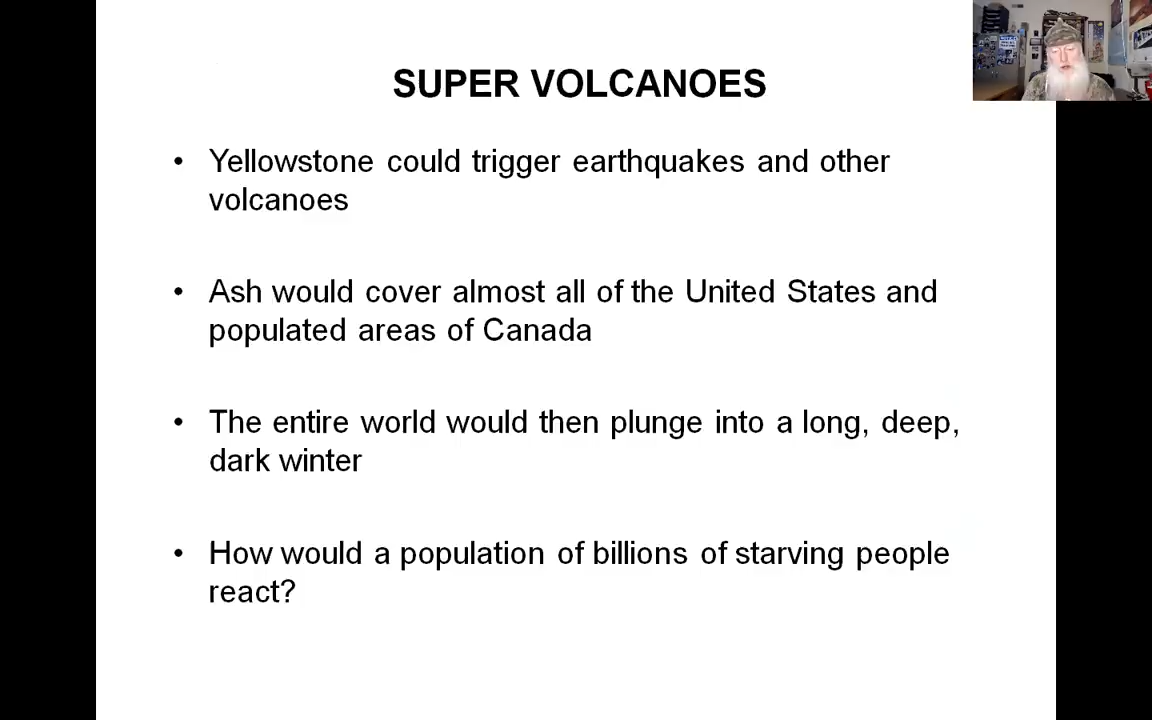 SUPER VOLCANOES
• Yellowstone could trigger earthquakes and other
volcanoes
• Ash would cover almost all of the United States and
populated areas of Canada
• The entire world would then plunge into a long, deep,
dark winter
• How would a population of billions of starving people
react?